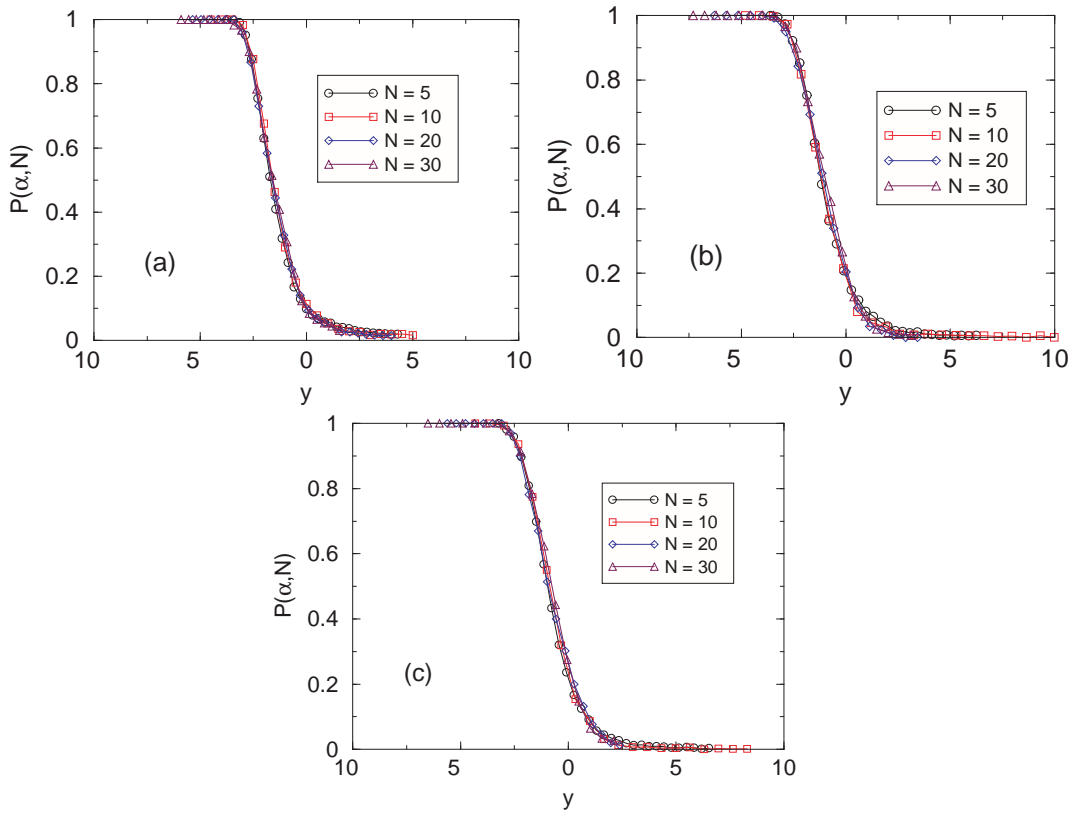 1
0.8
0.6
0.4
0.2
0
P(α,N)
N = 5
N = 10
N = 20
N = 30
(a)
10 5 0 5 10
y
1
0.8
0.6
0.4
0.2
0
P(α,N)
N = 5
N = 10
N = 20
N = 30
(b)
10 5 0 5 10
y
1
0.8
0.6
0.4
0.2
0
P(α,N)
N = 5
N = 10
N = 20
N = 30
(c)
10 5 0 5 10
y